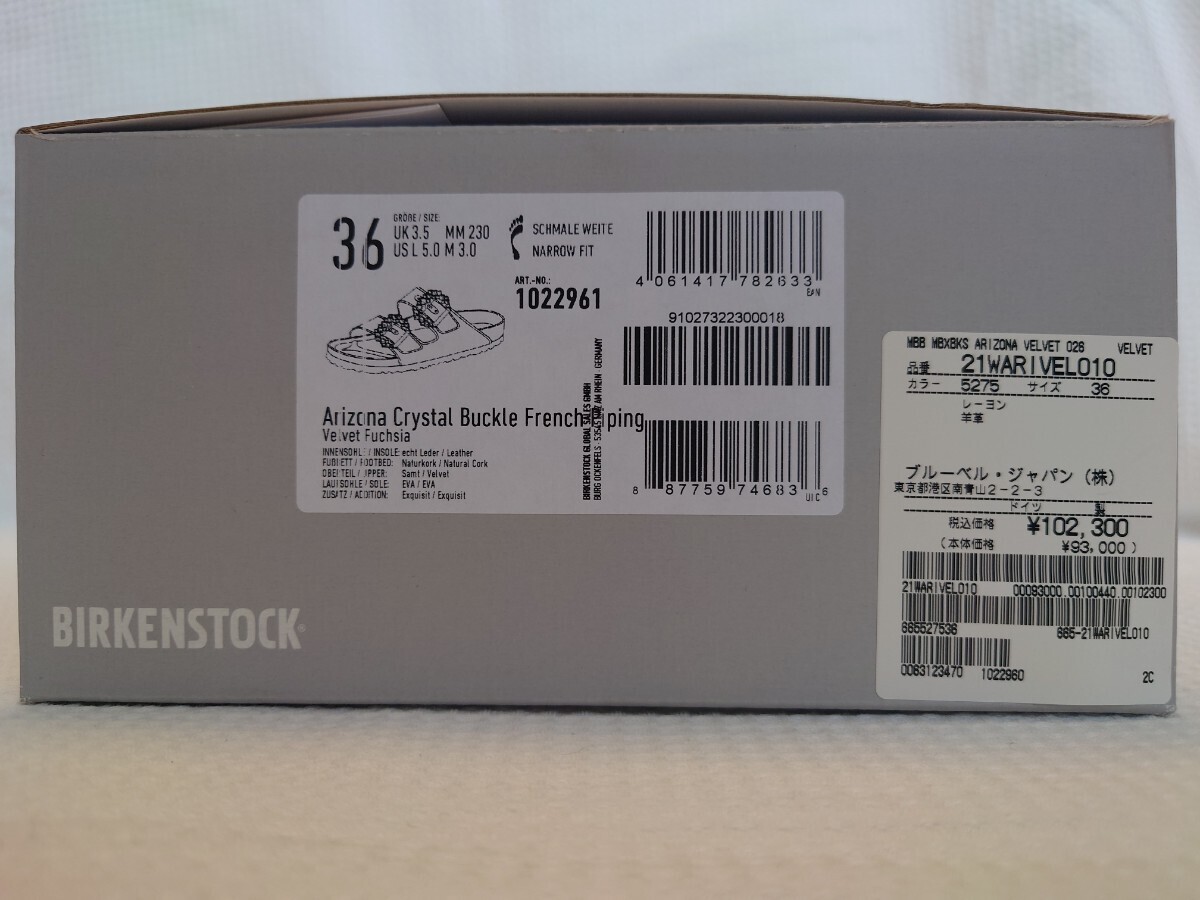 36
GRÖßE / SIZE:
UK 3.5 MM 230
US L 5.0 M 3.0
SCHMALE WEITE
NARROW FIT
ART.-NO.:
1022961
4 061417 782633
EAN
91027322300018
Arizona Crystal Buckle French Piping
Velvet Fuchsia
INNENSOHLE / INSOLE: echt Leder / Leather
FUßBETT / FOOTBED: Naturkork / Natural Cork
OBERTEIL / UPPER: Samt / Velvet
LAUFSOHLE / SOLE: EVA / EVA
ZUSATZ / ADDITION: Exquisit / Exquisit
BIRKENSTOCK GLOBAL SALES GMBH
BURG OCKENFELS · 53545 LINZ AM RHEIN · GERMANY
8 87759 74683 6
BIRKENSTOCK
MBB MBXBKS ARIZONA VELVET 026 VELVET
品番 21WARIVEL010
カラー 5275 サイズ 36
レーヨン
羊革
ブルーベル・ジャパン（株）
東京都港区南青山2-2-3
ドイツ 製
税込価格 ¥102,300
（本体価格 ¥93,000）
21WARIVEL010 00093000.00100440.00102300
665527536 665-21WARIVEL010
0063123470 1022960 2C